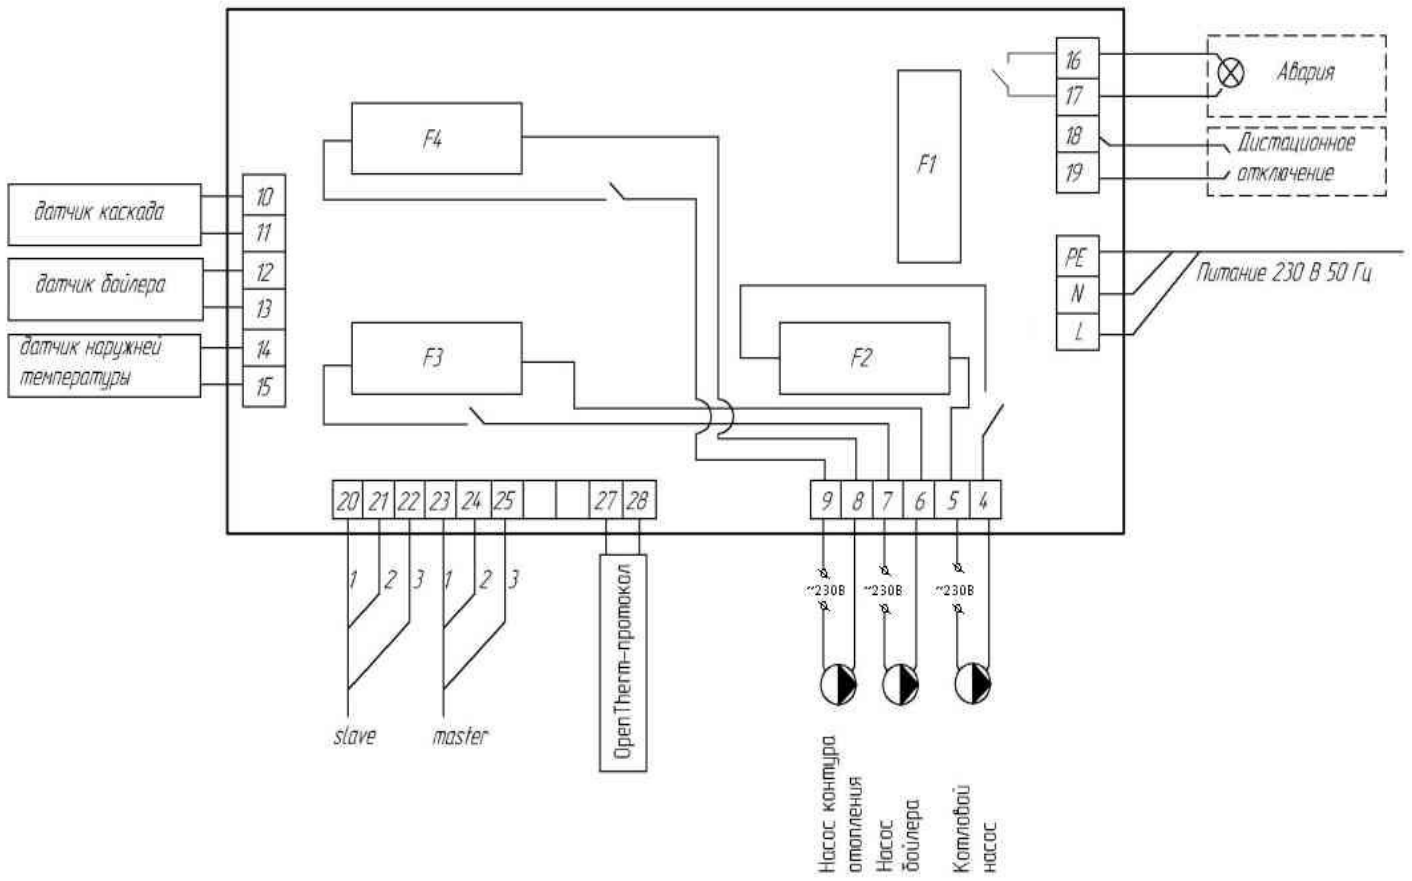 16
17
18
19
Авария
Дистационное
отключение
PE
N
L
Питание 230 В 50 Гц
F1
F4
F3
F2
датчик каскада
10
11
датчик бойлера
12
13
датчик наружней
температуры
14
15
20 21 22 23 24 25 27 28
9 8 7 6 5 4
1 2 3 1 2 3
slave master
OpenTherm-протокол
~230В ~230В ~230В
Насос контура
отопления
Насос
бойлера
Котловой
насос